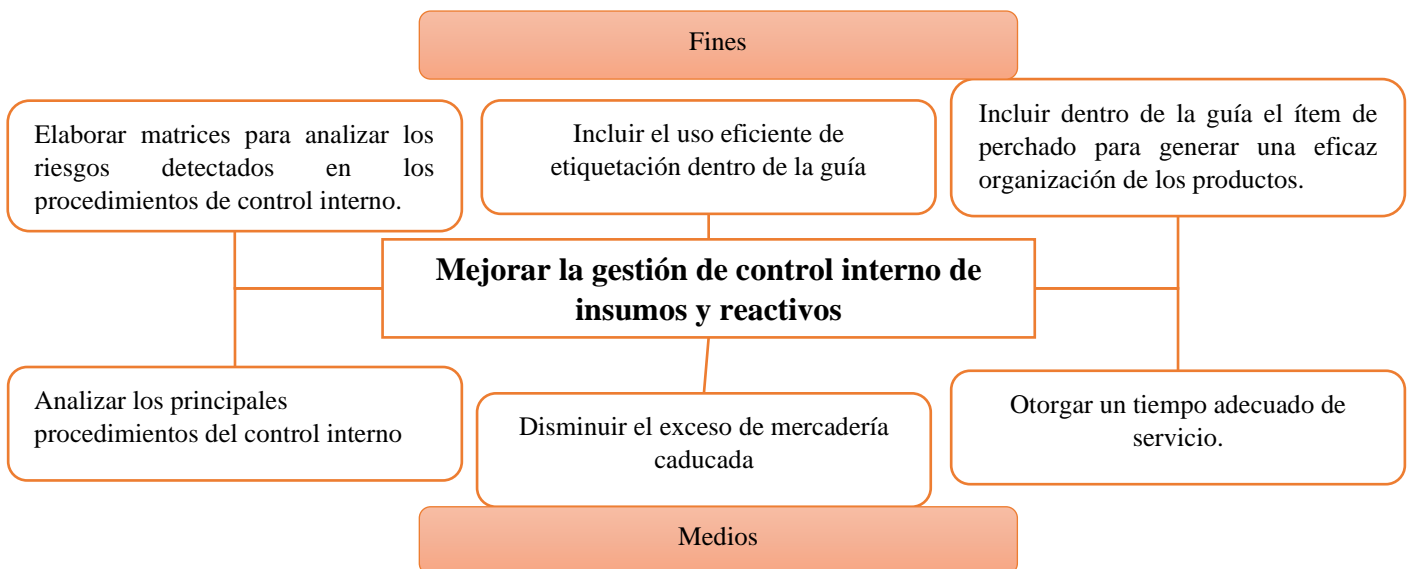 Fines
Elaborar matrices para analizar los
riesgos detectados en los
procedimientos de control interno.
Incluir el uso eficiente de
etiquetación dentro de la guía
Incluir dentro de la guía el ítem de
perchado para generar una eficaz
organización de los productos.
Mejorar la gestión de control interno de
insumos y reactivos
Analizar los principales
procedimientos del control interno
Disminuir el exceso de mercadería
caducada
Otorgar un tiempo adecuado de
servicio.
Medios